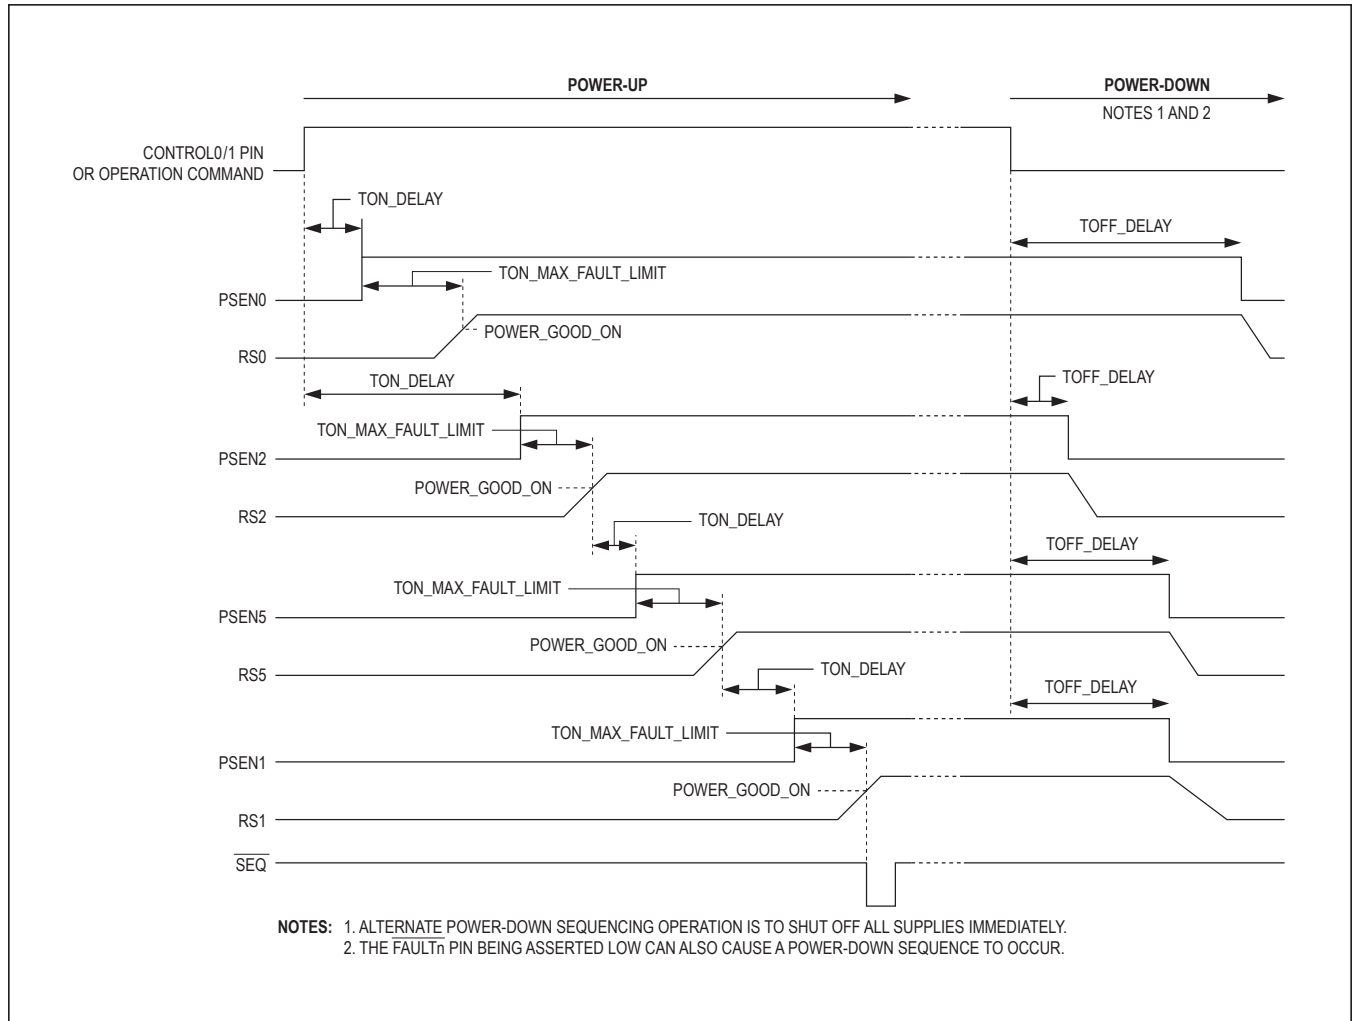 POWER-UP
POWER-DOWN
NOTES 1 AND 2
CONTROL0/1 PIN
OR OPERATION COMMAND
TON_DELAY
TOFF_DELAY
TON_MAX_FAULT_LIMIT
PSEN0
POWER_GOOD_ON
RS0
TON_DELAY
TOFF_DELAY
TON_MAX_FAULT_LIMIT
PSEN2
POWER_GOOD_ON
RS2
TON_DELAY
TOFF_DELAY
TON_MAX_FAULT_LIMIT
PSEN5
POWER_GOOD_ON
RS5
TON_DELAY
TOFF_DELAY
TON_MAX_FAULT_LIMIT
PSEN1
POWER_GOOD_ON
RS1
SEQ
NOTES: 1. ALTERNATE POWER-DOWN SEQUENCING OPERATION IS TO SHUT OFF ALL SUPPLIES IMMEDIATELY.
2. THE FAULTn PIN BEING ASSERTED LOW CAN ALSO CAUSE A POWER-DOWN SEQUENCE TO OCCUR.